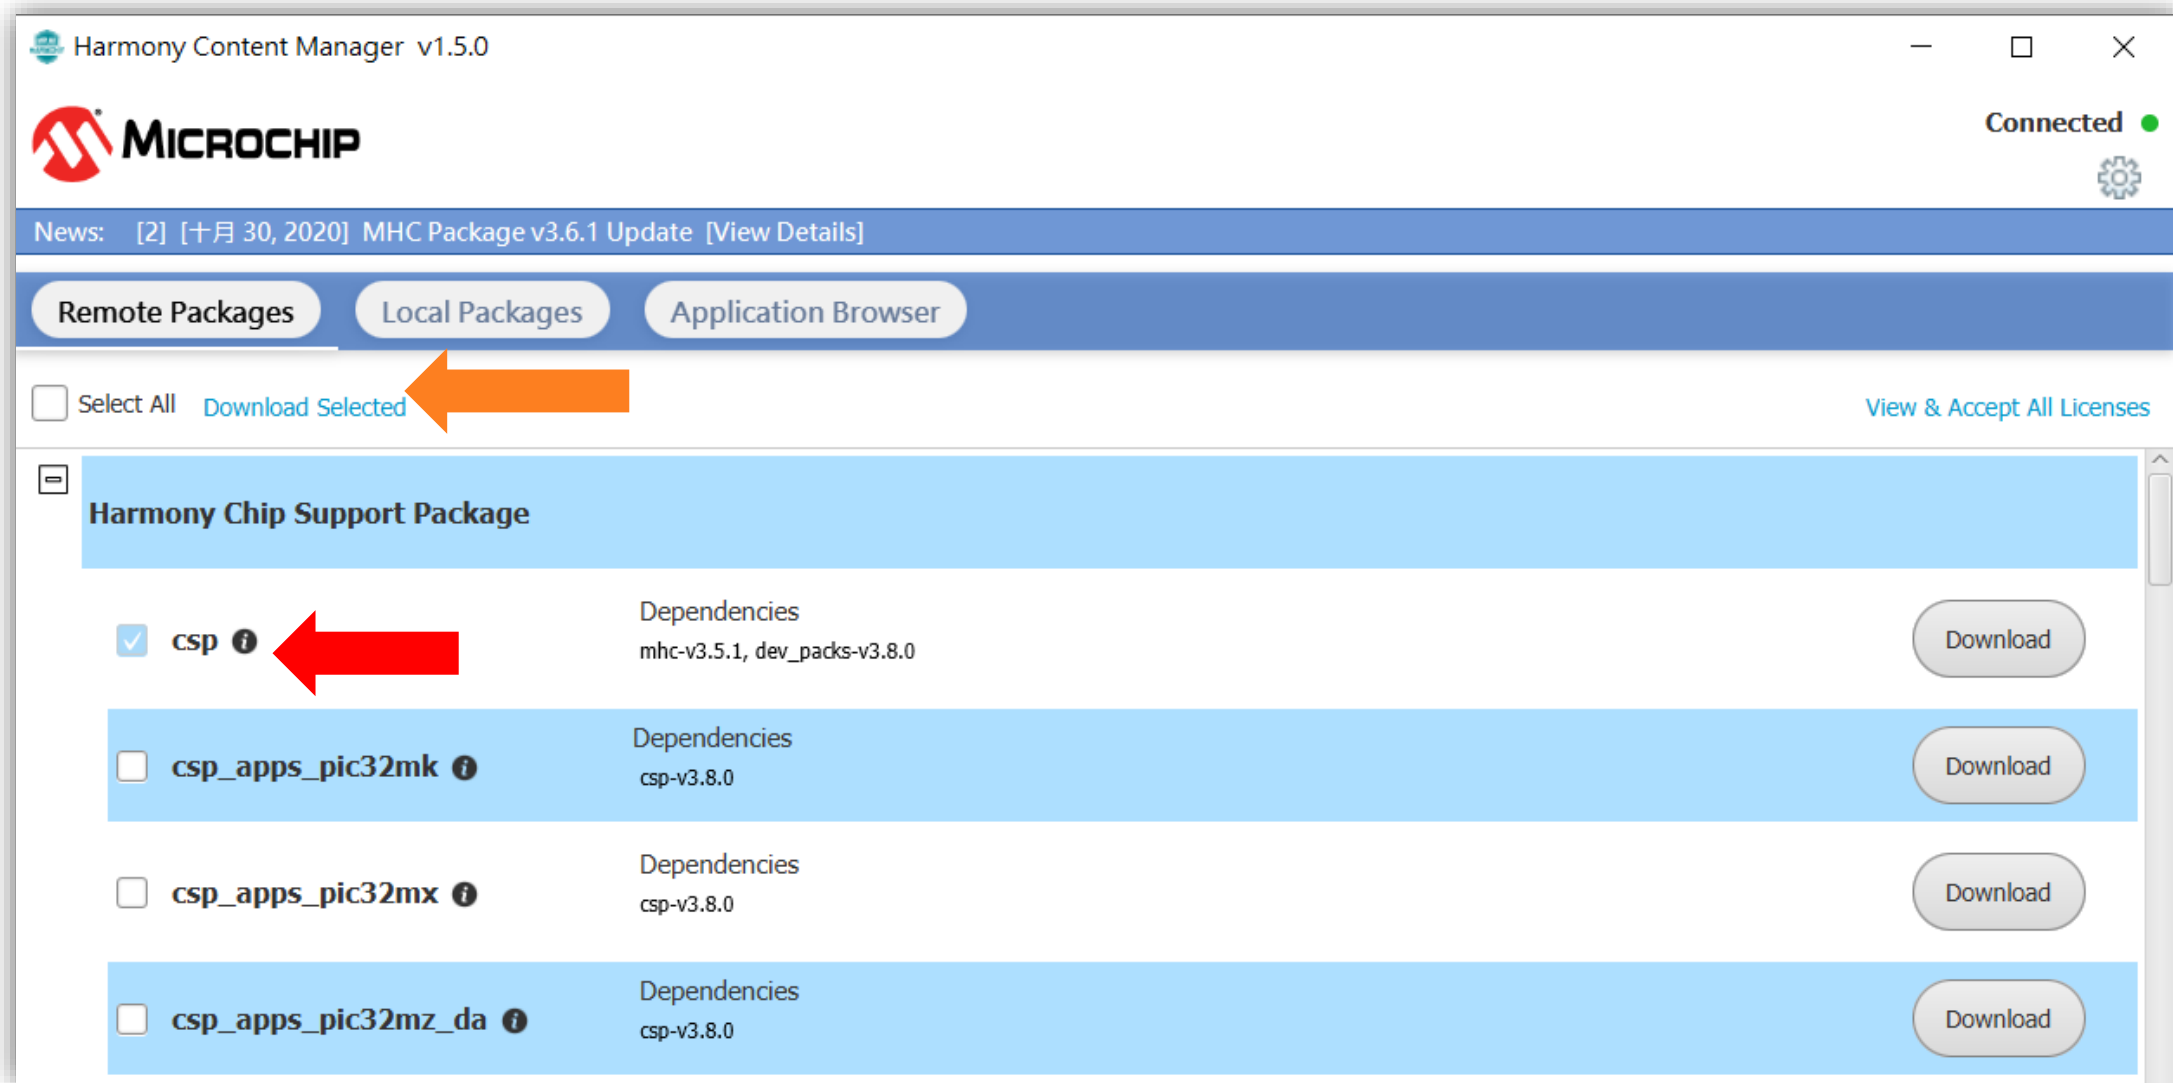 Harmony Content Manager v1.5.0
MICROCHIP
Connected
News: [2] [十月 30, 2020] MHC Package v3.6.1 Update [View Details]
Remote Packages Local Packages Application Browser
Select All Download Selected View & Accept All Licenses
Harmony Chip Support Package
Dependencies
csp mhc-v3.5.1, dev_packs-v3.8.0 Download
Dependencies
csp_apps_pic32mk csp-v3.8.0 Download
Dependencies
csp_apps_pic32mx csp-v3.8.0 Download
Dependencies
csp_apps_pic32mz_da csp-v3.8.0 Download